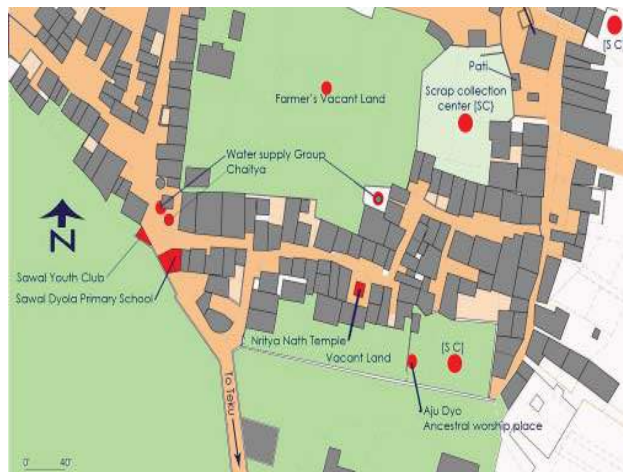 [S C]
Pati
Scrap collection
center [SC]
Farmer's Vacant Land
Water supply Group
Chaitya
N
Sawal Youth Club
Sawal Dyola Primary School
Nritya Nath Temple
Vacant Land
[S C]
Aju Dyo
Ancestral worship place
To Teku
0' 40'